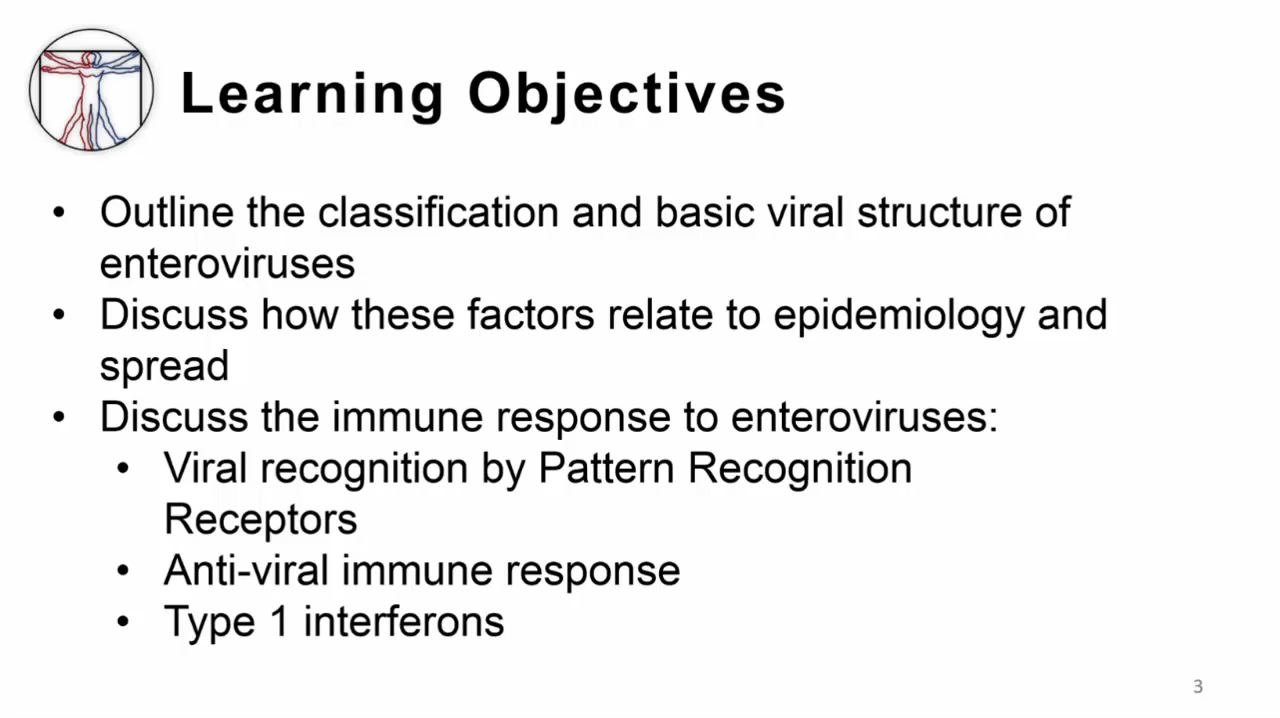 Learning Objectives
• Outline the classification and basic viral structure of
enteroviruses
• Discuss how these factors relate to epidemiology and
spread
• Discuss the immune response to enteroviruses:
• Viral recognition by Pattern Recognition
Receptors
• Anti-viral immune response
• Type 1 interferons
3